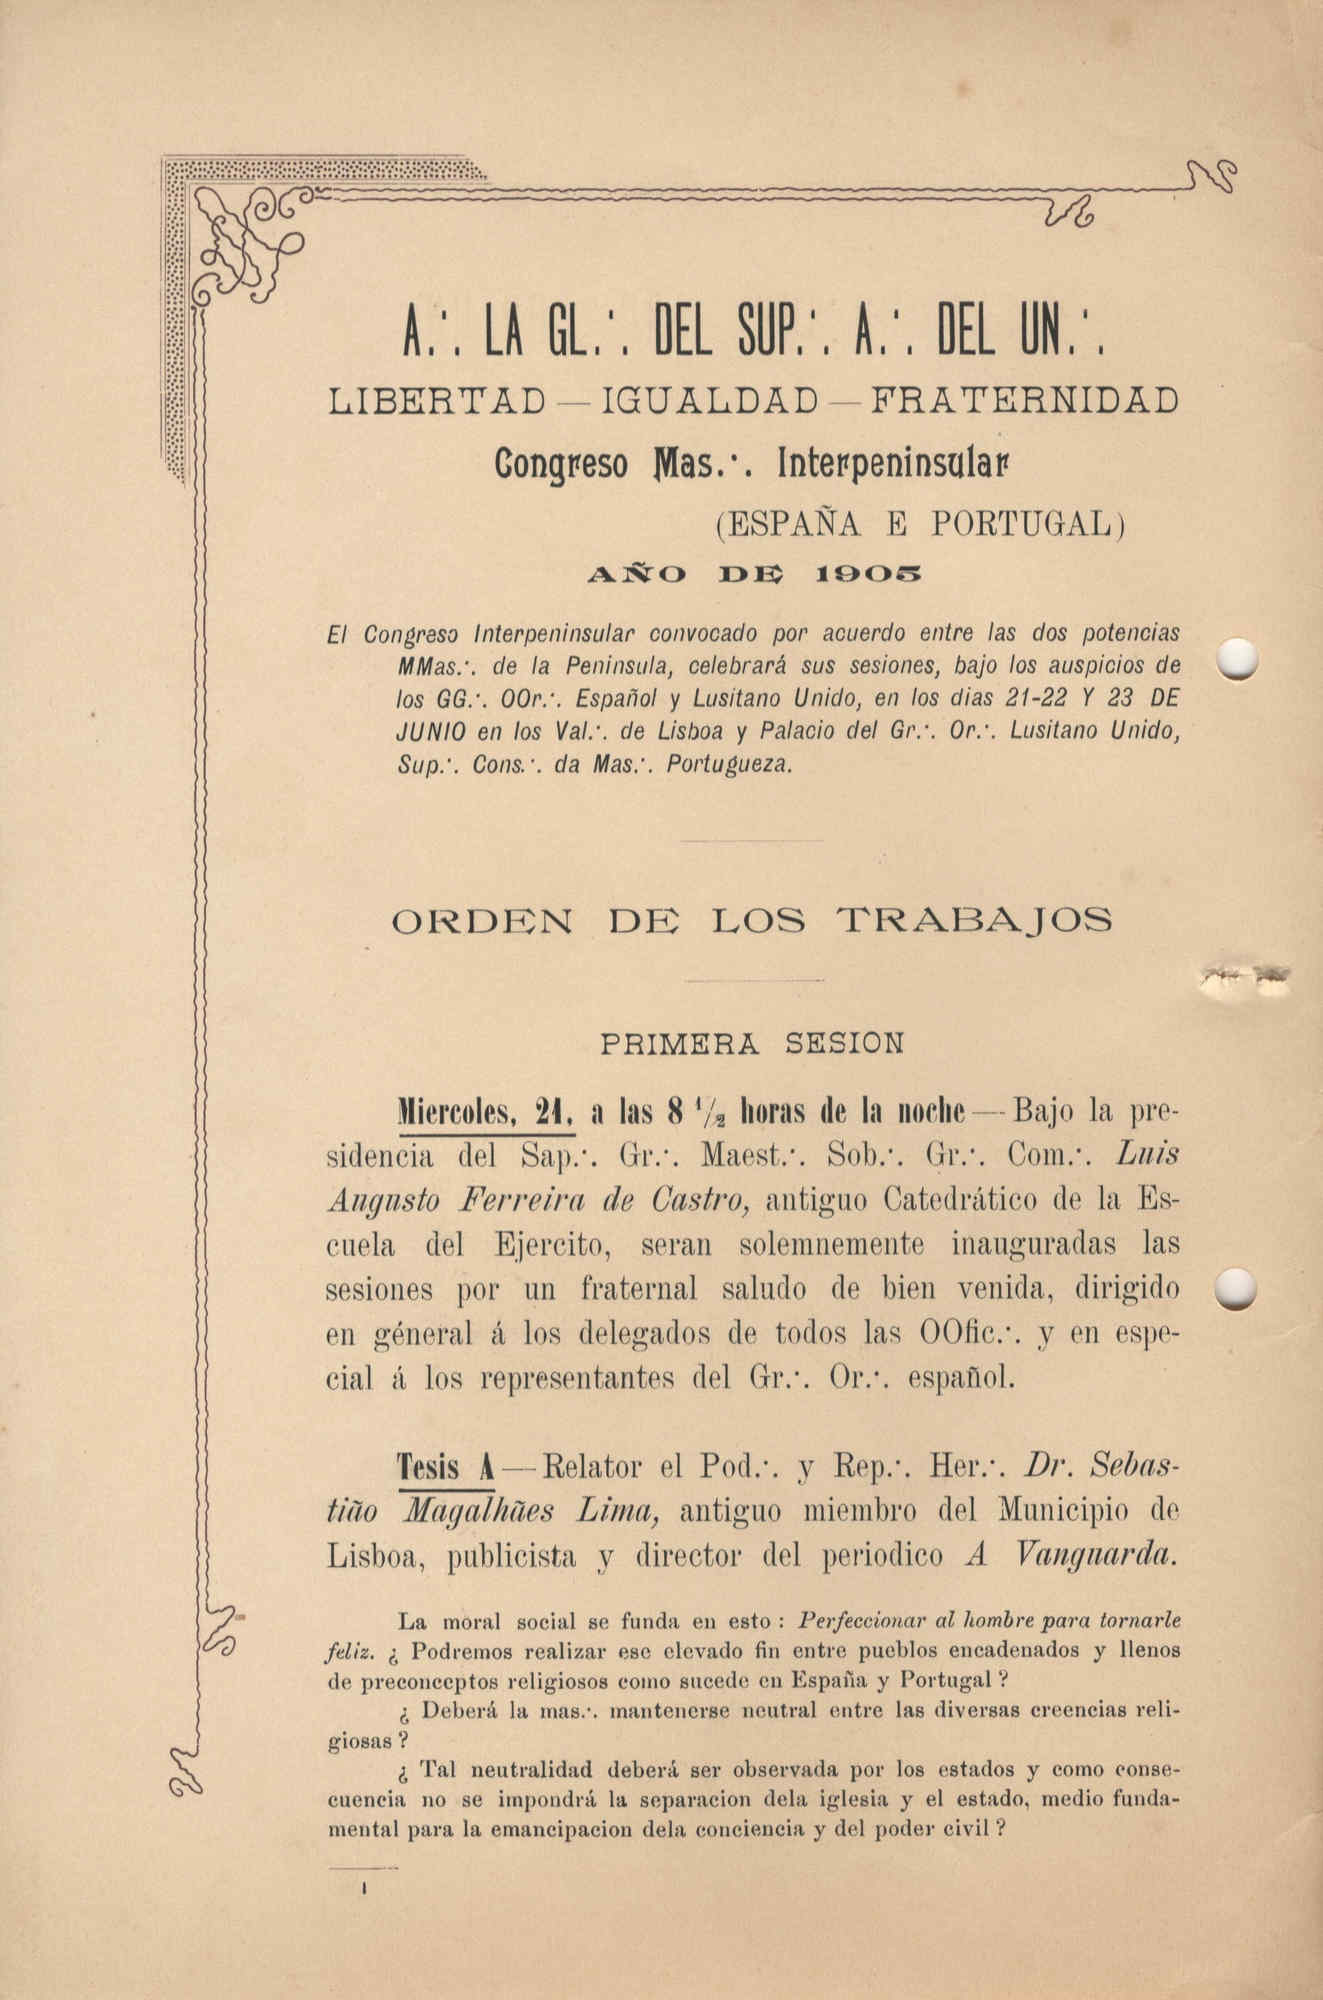 A.·. LA GL.·. DEL SUP.·. A.·. DEL UN.·.
LIBERTAD — IGUALDAD — FRATERNIDAD
Congreso Mas.·. Interpeninsular
(ESPAÑA E PORTUGAL)
AÑO DE 1905
El Congreso Interpeninsular convocado por acuerdo entre las dos potencias
MMas.·. de la Peninsula, celebrará sus sesiones, bajo los auspicios de
los GG.·. OOr.·. Español y Lusitano Unido, en los dias 21-22 Y 23 DE
JUNIO en los Val.·. de Lisboa y Palacio del Gr.·. Or.·. Lusitano Unido,
Sup.·. Cons.·. da Mas.·. Portugueza.
ORDEN DE LOS TRABAJOS
PRIMERA SESION
Miercoles, 21, a las 8 1/2 horas de la noche — Bajo la pre-
sidencia del Sap.·. Gr.·. Maest.·. Sob.·. Gr.·. Com.·. Luis
Augusto Ferreira de Castro, antiguo Catedrático de la Es-
cuela del Ejercito, seran solemnemente inauguradas las
sesiones por un fraternal saludo de bien venida, dirigido
en géneral á los delegados de todos las OOfic.·. y en espe-
cial á los representantes del Gr.·. Or.·. español.
Tesis A — Relator el Pod.·. y Rep.·. Her.·. Dr. Sebas-
tião Magalhães Lima, antiguo miembro del Municipio de
Lisboa, publicista y director del periodico A Vanguarda.
La moral social se funda en esto : Perfeccionar al hombre para tornarle
feliz. ¿ Podremos realizar ese elevado fin entre pueblos encadenados y llenos
de preconceptos religiosos como sucede en España y Portugal ?
¿ Deberá la mas.·. mantenerse neutral entre las diversas creencias reli-
giosas ?
¿ Tal neutralidad deberá ser observada por los estados y como conse-
cuencia no se impondrá la separacion dela iglesia y el estado, medio funda-
mental para la emancipacion dela conciencia y del poder civil ?
1